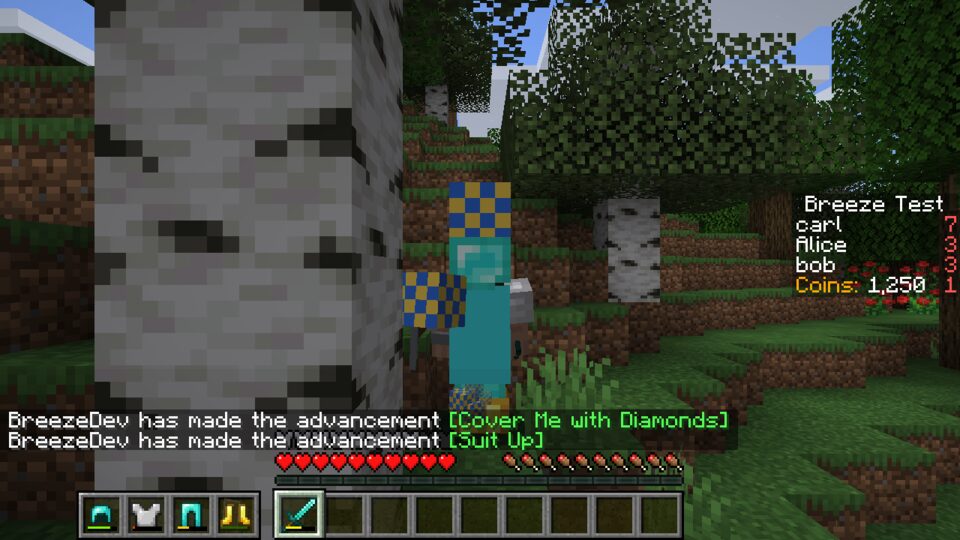 Breeze Test
carl 7
Alice 3
bob 3
Coins: 1,250 1
BreezeDev has made the advancement [Cover Me with Diamonds]
BreezeDev has made the advancement [Suit Up]